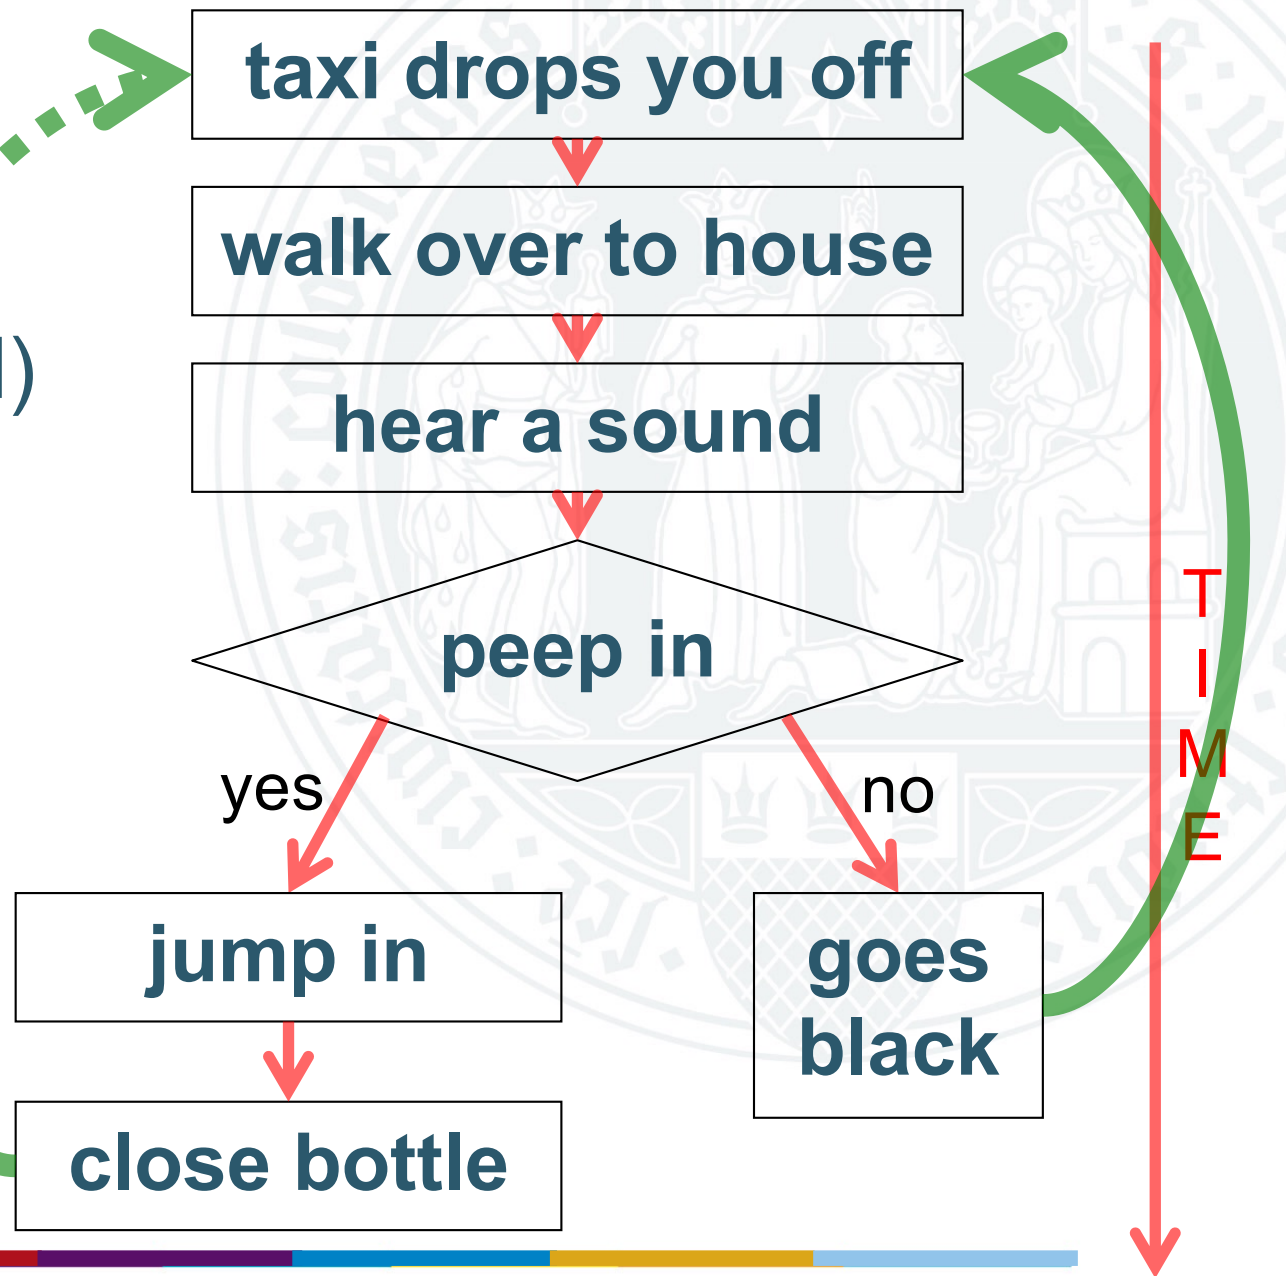 taxi drops you off
walk over to house
l)
hear a sound
peep in
yes
no
T
I
M
E
jump in
goes
black
close bottle